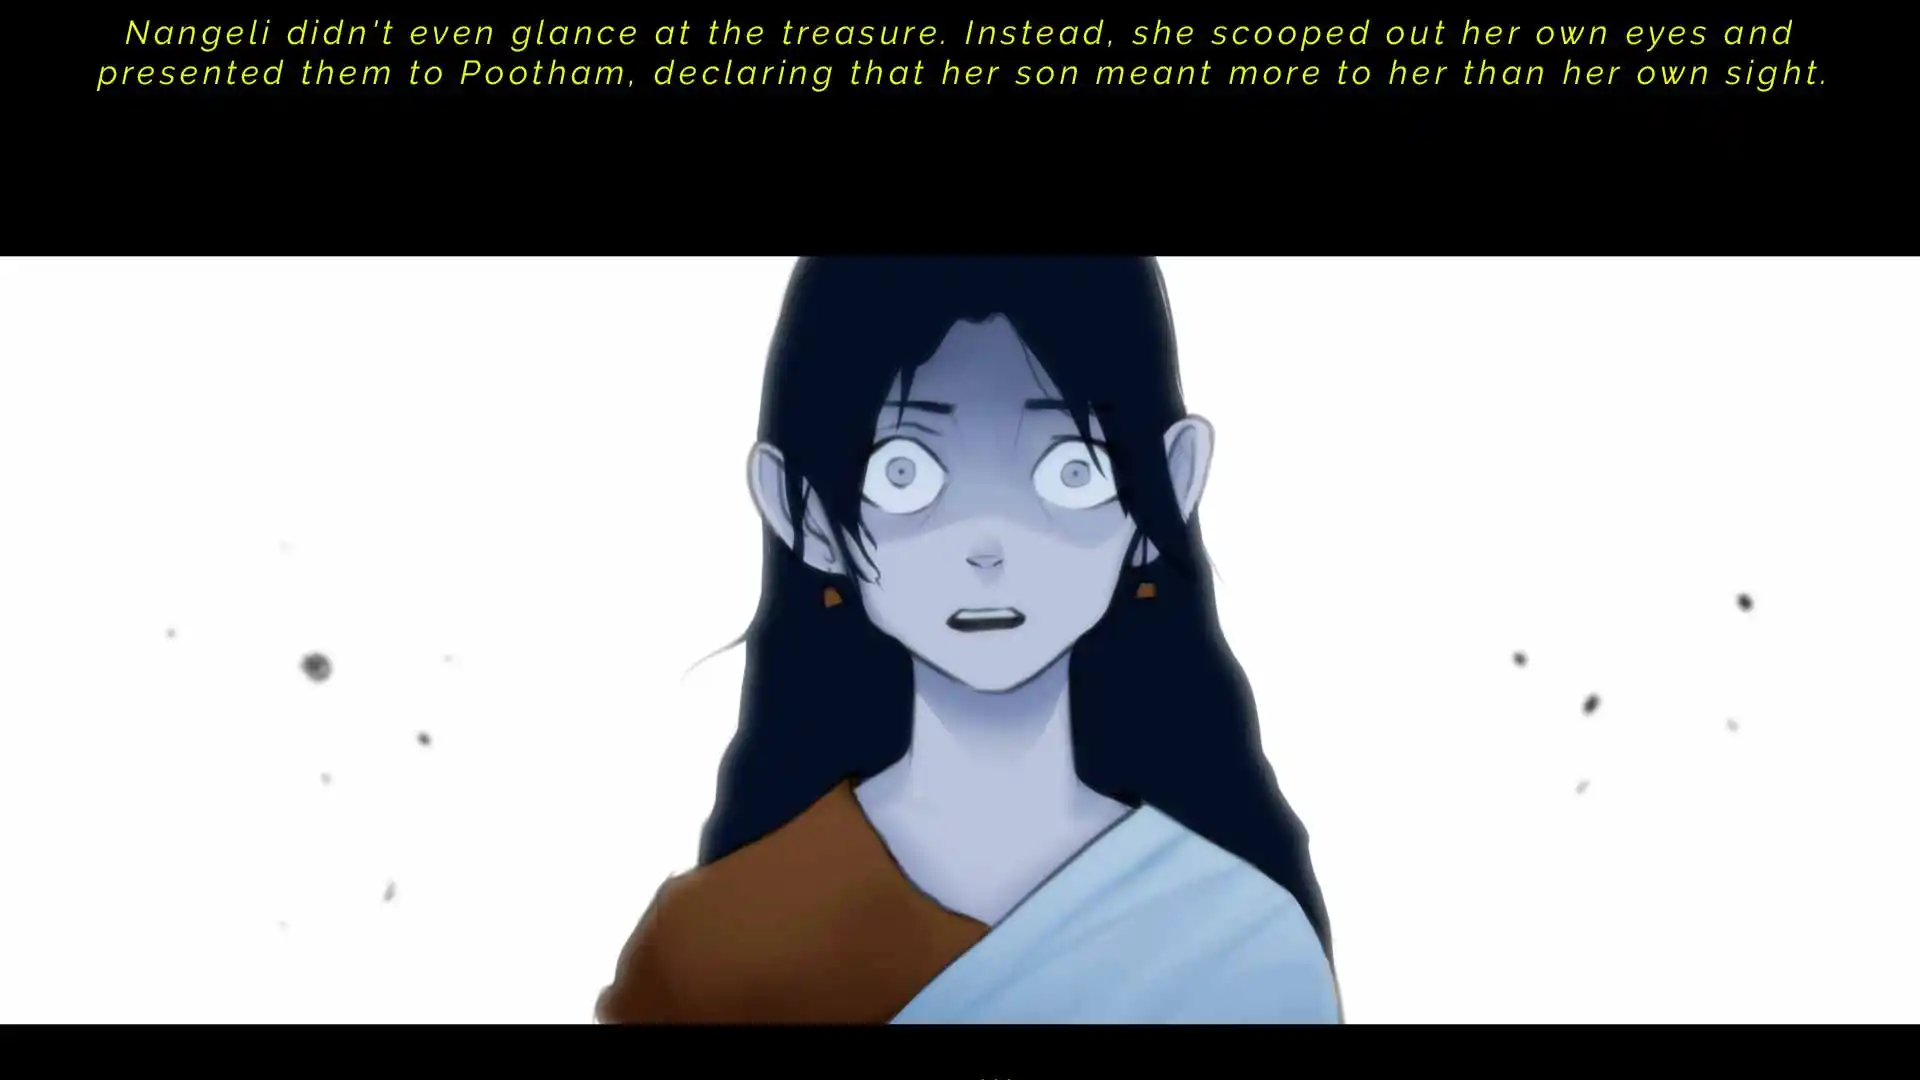 Nangeli didn't even glance at the treasure. Instead, she scooped out her own eyes and
presented them to Pootham, declaring that her son meant more to her than her own sight.